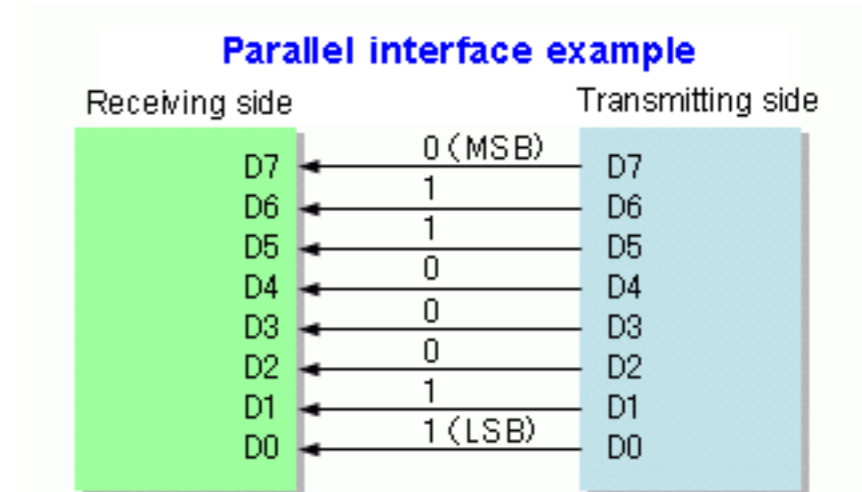 Parallel interface example
Receiving side
Transmitting side
D7 0(MSB) D7
D6 1 D6
D5 1 D5
D4 0 D4
D3 0 D3
D2 0 D2
D1 1 D1
D0 1(LSB) D0